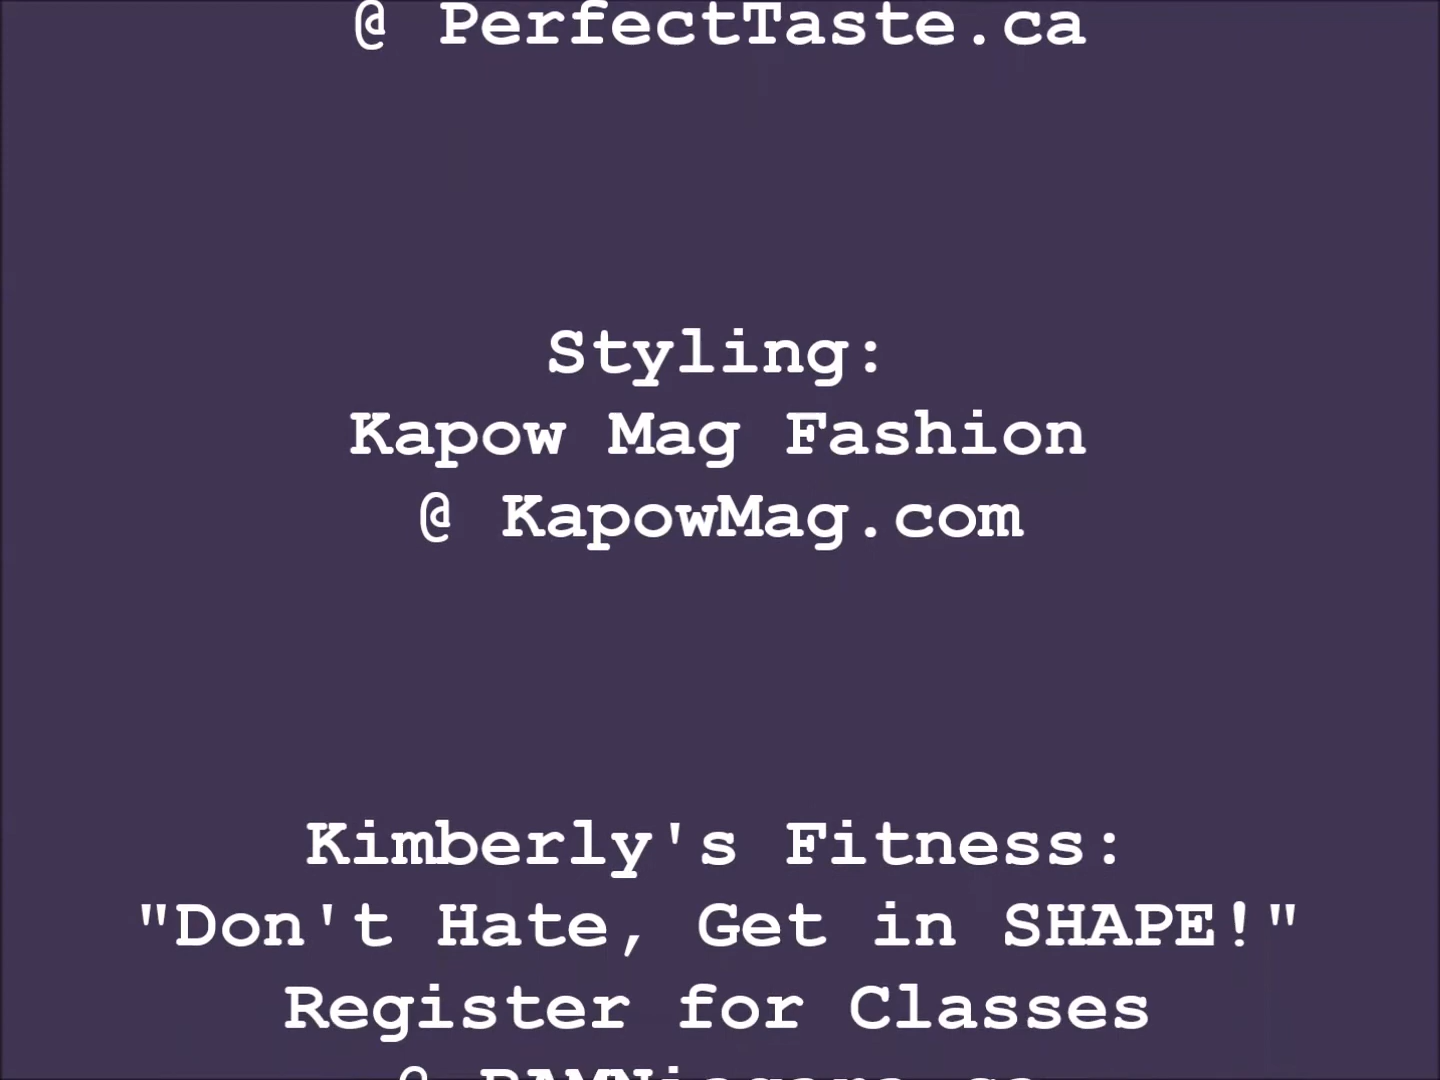 @ PerfectTaste.ca
Styling:
Kapow Mag Fashion
@ KapowMag.com
Kimberly's Fitness:
"Don't Hate, Get in SHAPE!"
Register for Classes
@